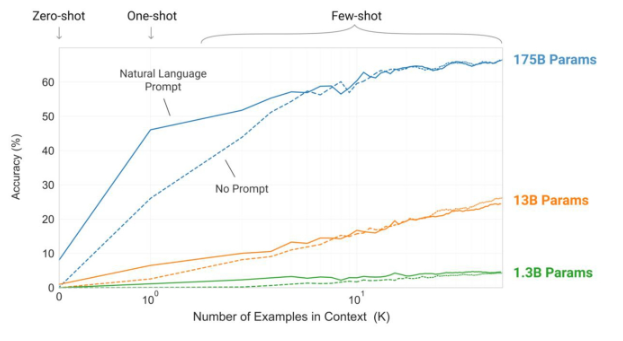 Zero-shot One-shot Few-shot
175B Params
Natural Language
Prompt
No Prompt
13B Params
1.3B Params
Accuracy (%)
60
50
40
30
20
10
0
0 10⁰ 10¹
Number of Examples in Context (K)